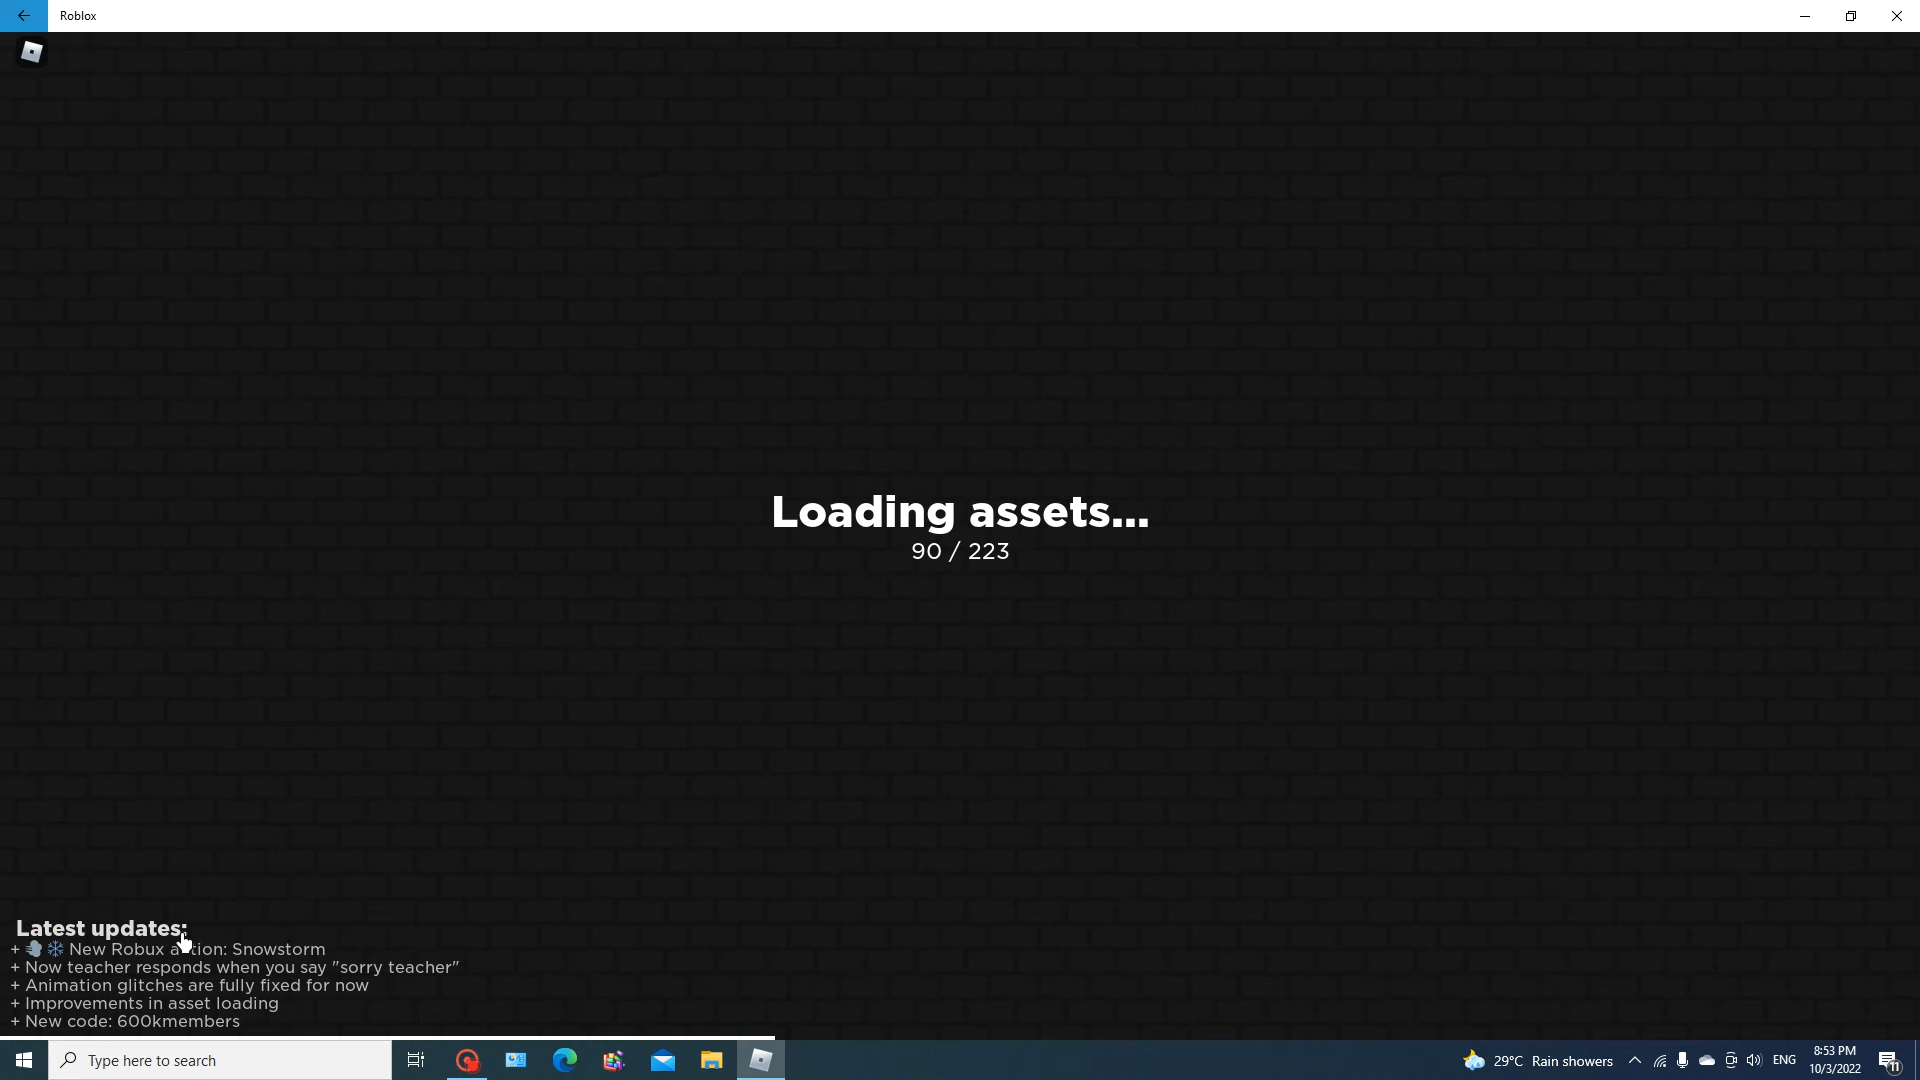 Roblox
Loading assets...
90 / 223
Latest updates:
+ 💨❄️ New Robux action: Snowstorm
+ Now teacher responds when you say "sorry teacher"
+ Animation glitches are fully fixed for now
+ Improvements in asset loading
+ New code: 600kmembers
Type here to search
29°C Rain showers
ENG
8:53 PM
10/3/2022
11